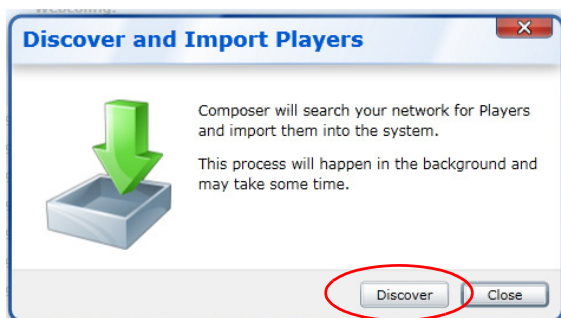 Discover and Import Players
Composer will search your network for Players
and import them into the system.
This process will happen in the background and
may take some time.
Discover
Close